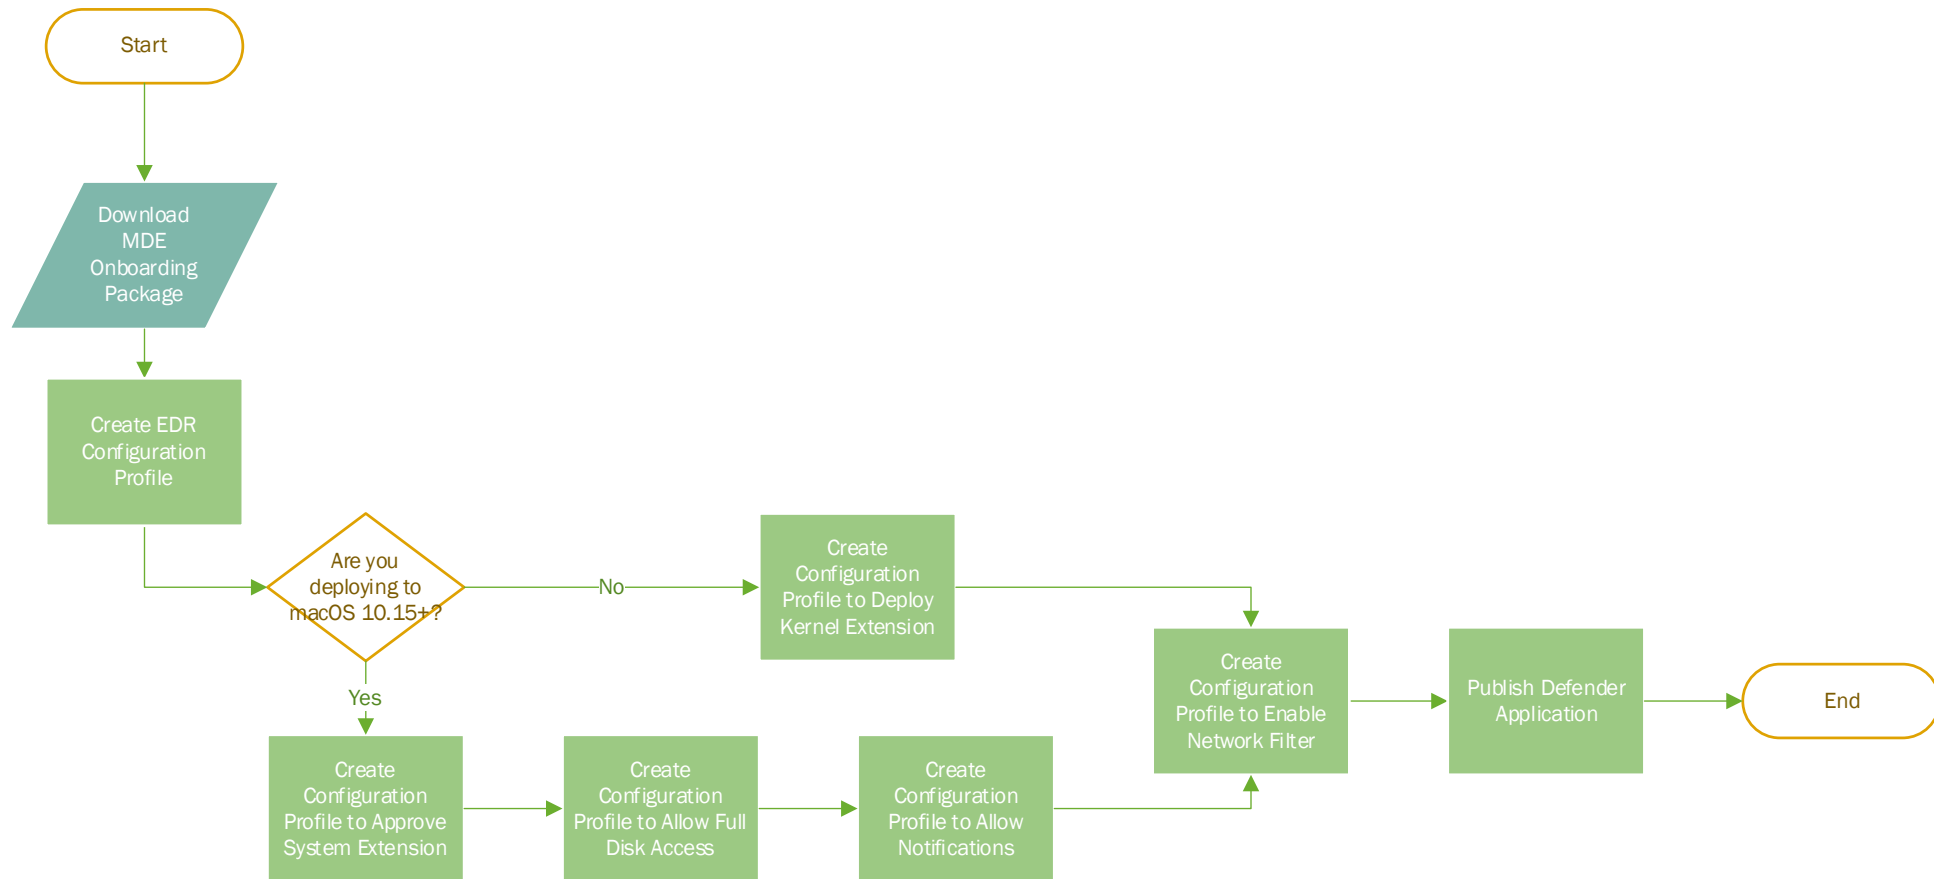 Start
Download
MDE
Onboarding
Package
Create EDR
Configuration
Profile
Are you
deploying to
macOS 10.15+?
No
Create
Configuration
Profile to Deploy
Kernel Extension
Yes
Create
Configuration
Profile to Approve
System Extension
Create
Configuration
Profile to Allow Full
Disk Access
Create
Configuration
Profile to Allow
Notifications
Create
Configuration
Profile to Enable
Network Filter
Publish Defender
Application
End